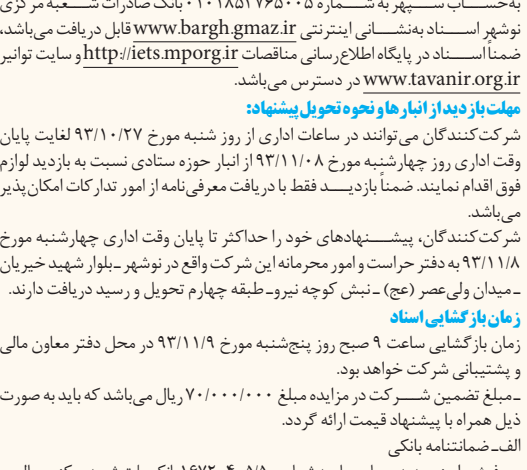 به‌حساب سپهر به شماره ۰۱۰۱۸۵۲۷۶۵۰۰۵ بانک صادرات شعبه مرکزی
نوشهر اسناد به‌نشانی اینترنتی www.bargh.gmaz.ir قابل دریافت می‌باشد،
ضمناً اسناد در پایگاه اطلاع‌رسانی مناقصات http://iets.mporg.ir و سایت توانیر
www.tavanir.org.ir در دسترس می‌باشد.
مهلت بازدید از انبارها و نحوه تحویل پیشنهاد:
شرکت‌کنندگان می‌توانند در ساعات اداری از روز شنبه مورخ ۹۳/۱۰/۲۷ لغایت پایان
وقت اداری روز چهارشنبه مورخ ۹۳/۱۱/۰۸ از انبار حوزه ستادی نسبت به بازدید لوازم
فوق اقدام نمایند. ضمناً بازدید فقط با دریافت معرفی‌نامه از امور تدارکات امکان‌پذیر
می‌باشد.
شرکت‌کنندگان، پیشنهادهای خود را حداکثر تا پایان وقت اداری چهارشنبه مورخ
۹۳/۱۱/۸ به دفتر حراست و امور محرمانه این شرکت واقع در نوشهر ـ بلوار شهید خیریان
ـ میدان ولی‌عصر (عج) ـ نبش کوچه نیرو ـ طبقه چهارم تحویل و رسید دریافت دارند.
زمان بازگشایی اسناد
زمان بازگشایی ساعت ۹ صبح روز پنج‌شنبه مورخ ۹۳/۱۱/۹ در محل دفتر معاون مالی
و پشتیبانی شرکت خواهد بود.
ـ مبلغ تضمین شرکت در مزایده مبلغ ۷۰/۰۰۰/۰۰۰ ریال می‌باشد که باید به صورت
ذیل همراه با پیشنهاد قیمت ارائه گردد.
الف ـ ضمانتنامه بانکی